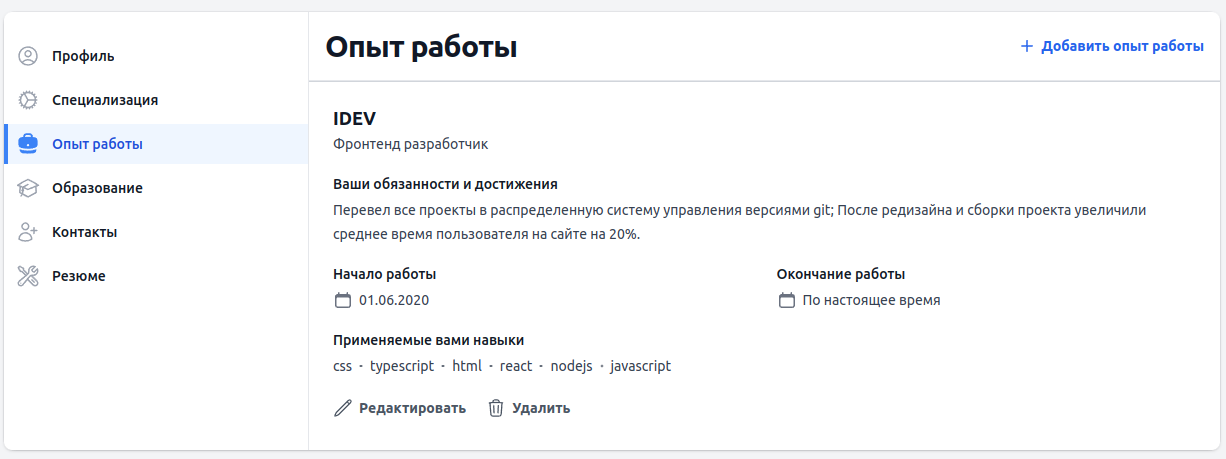 Профиль
Специализация
Опыт работы
Образование
Контакты
Резюме
Опыт работы
+ Добавить опыт работы
IDEV
Фронтенд разработчик
Ваши обязанности и достижения
Перевел все проекты в распределенную систему управления версиями git; После редизайна и сборки проекта увеличили
среднее время пользователя на сайте на 20%.
Начало работы
01.06.2020
Окончание работы
По настоящее время
Применяемые вами навыки
css · typescript · html · react · nodejs · javascript
Редактировать
Удалить